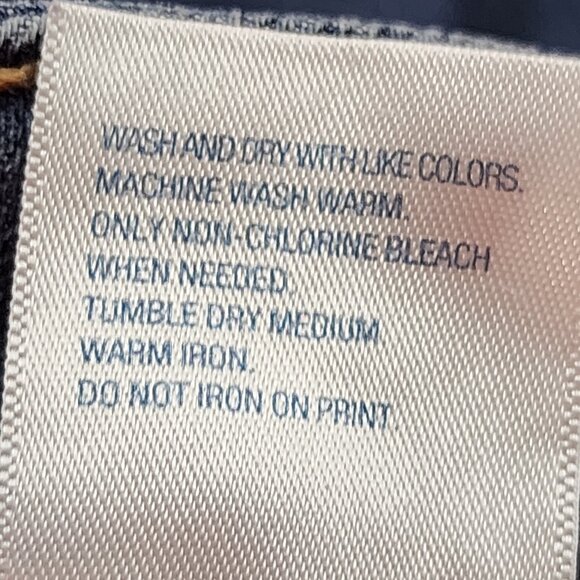 WASH AND DRY WITH LIKE COLORS.
MACHINE WASH WARM.
ONLY NON-CHLORINE BLEACH
WHEN NEEDED.
TUMBLE DRY MEDIUM
WARM IRON.
DO NOT IRON ON PRINT.